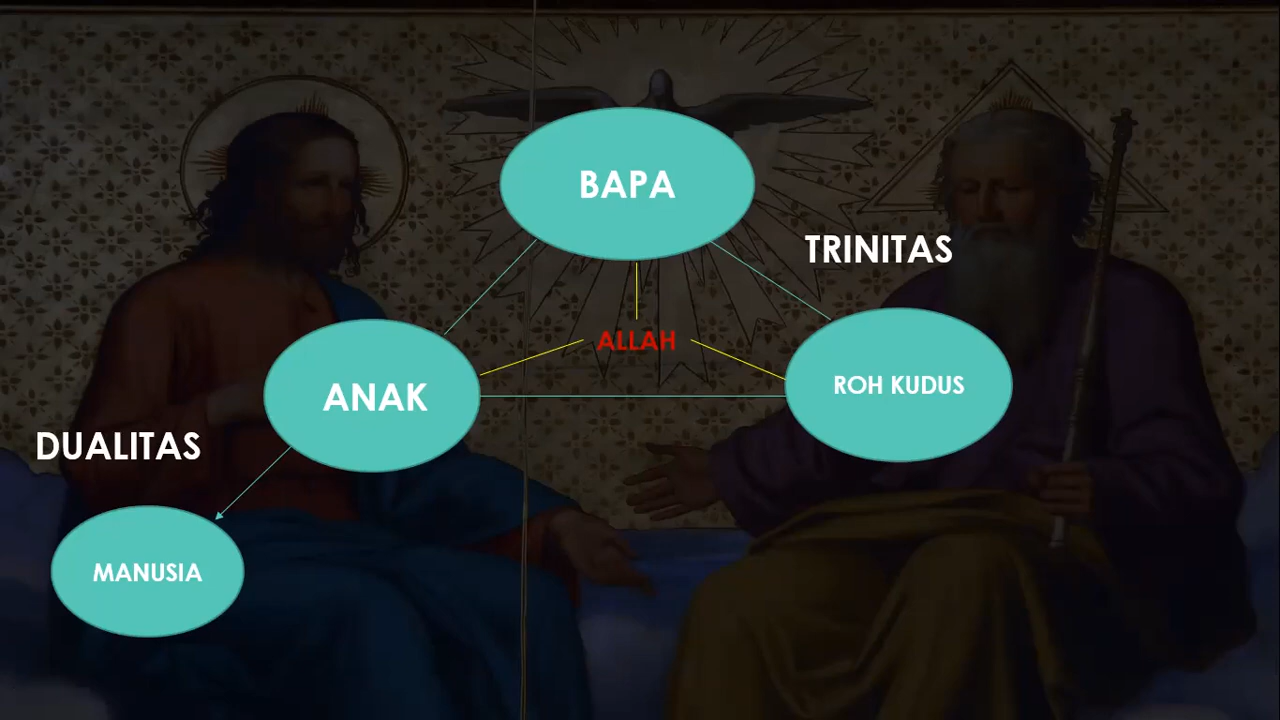 BAPA
TRINITAS
ALLAH
ANAK
ROH KUDUS
DUALITAS
MANUSIA